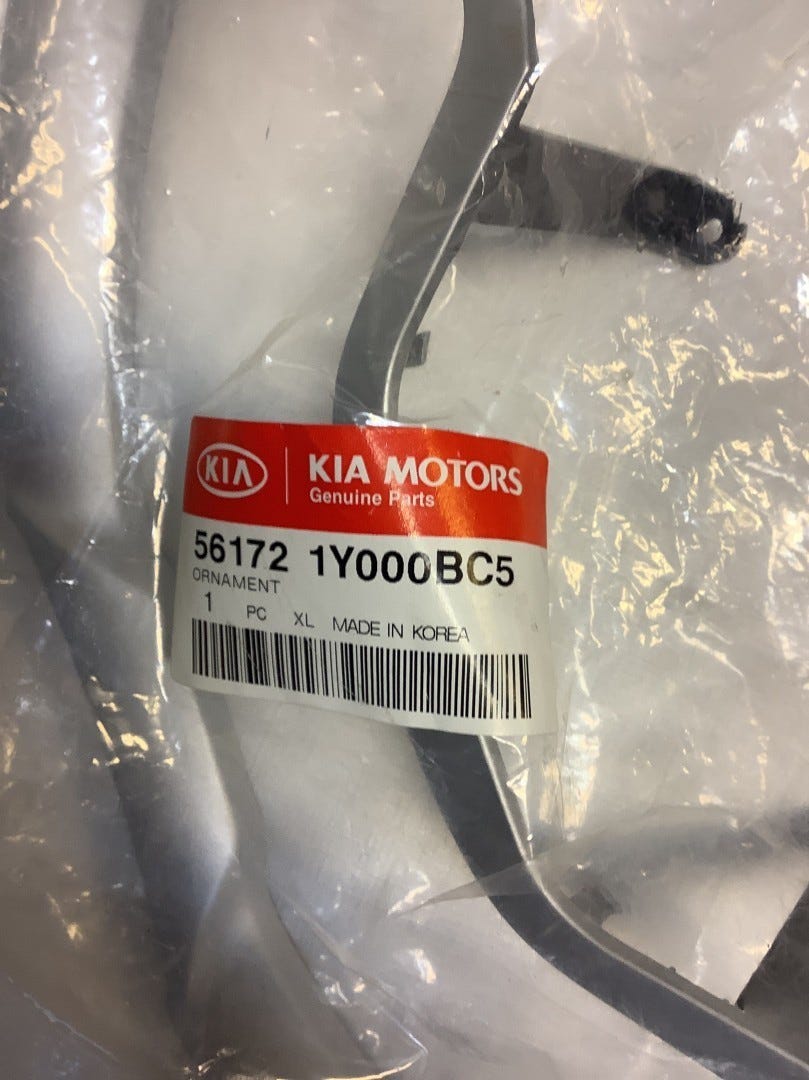 KIA
KIA MOTORS
Genuine Parts
56172 1Y000BC5
ORNAMENT
1 PC XL MADE IN KOREA